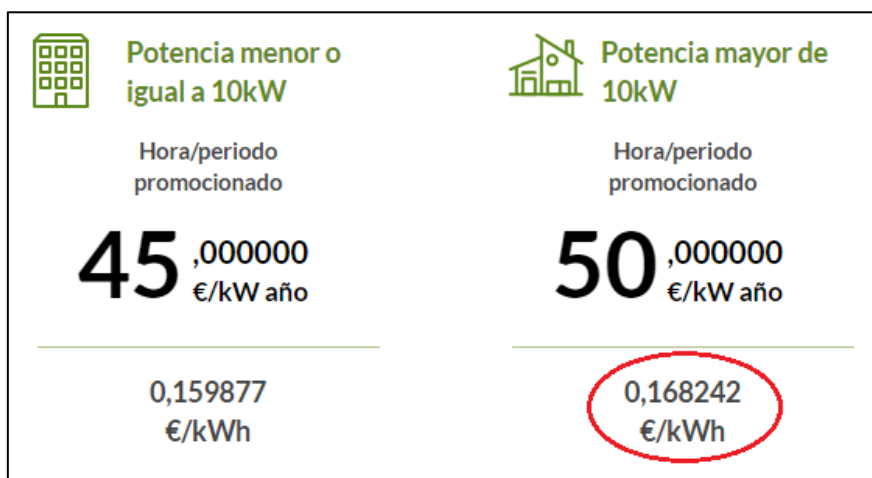 Potencia menor o
igual a 10kW
Hora/periodo
promocionado
45,000000
€/kW año
0,159877
€/kWh
Potencia mayor de
10kW
Hora/periodo
promocionado
50,000000
€/kW año
0,168242
€/kWh